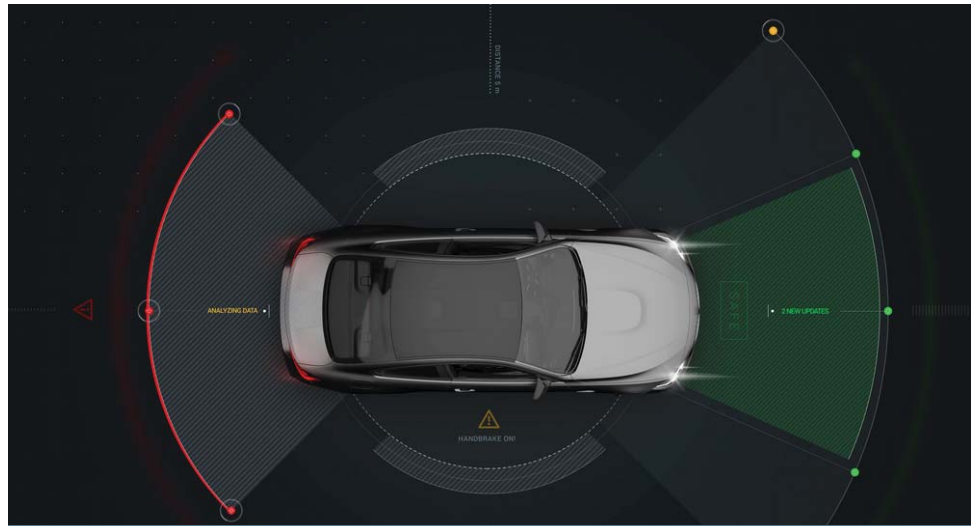 DISTANCE 5 m
ANALYZING DATA
SAFE
2 NEW UPDATES
HANDBRAKE ON!